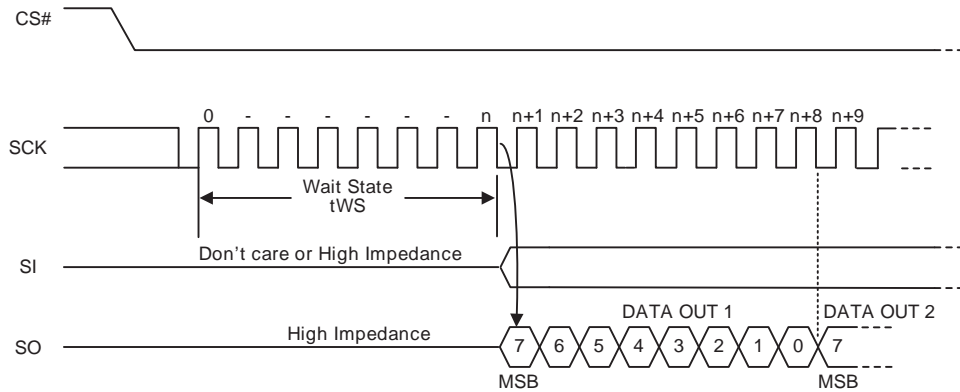 CS#
0 - - - - - - n n+1 n+2 n+3 n+4 n+5 n+6 n+7 n+8 n+9
SCK
Wait State
tWS
Don't care or High Impedance
SI
DATA OUT 1 DATA OUT 2
High Impedance
SO
7 6 5 4 3 2 1 0 7
MSB MSB